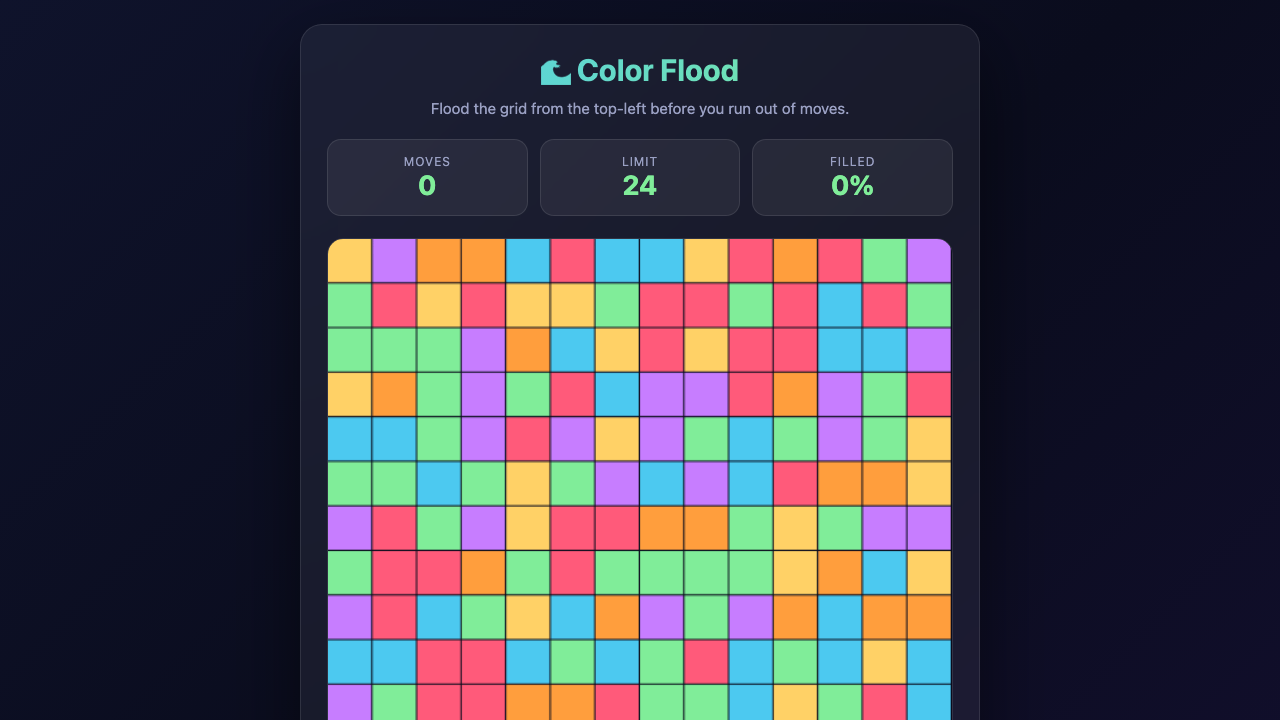 🌊 Color Flood
Flood the grid from the top-left before you run out of moves.
MOVES
0
LIMIT
24
FILLED
0%